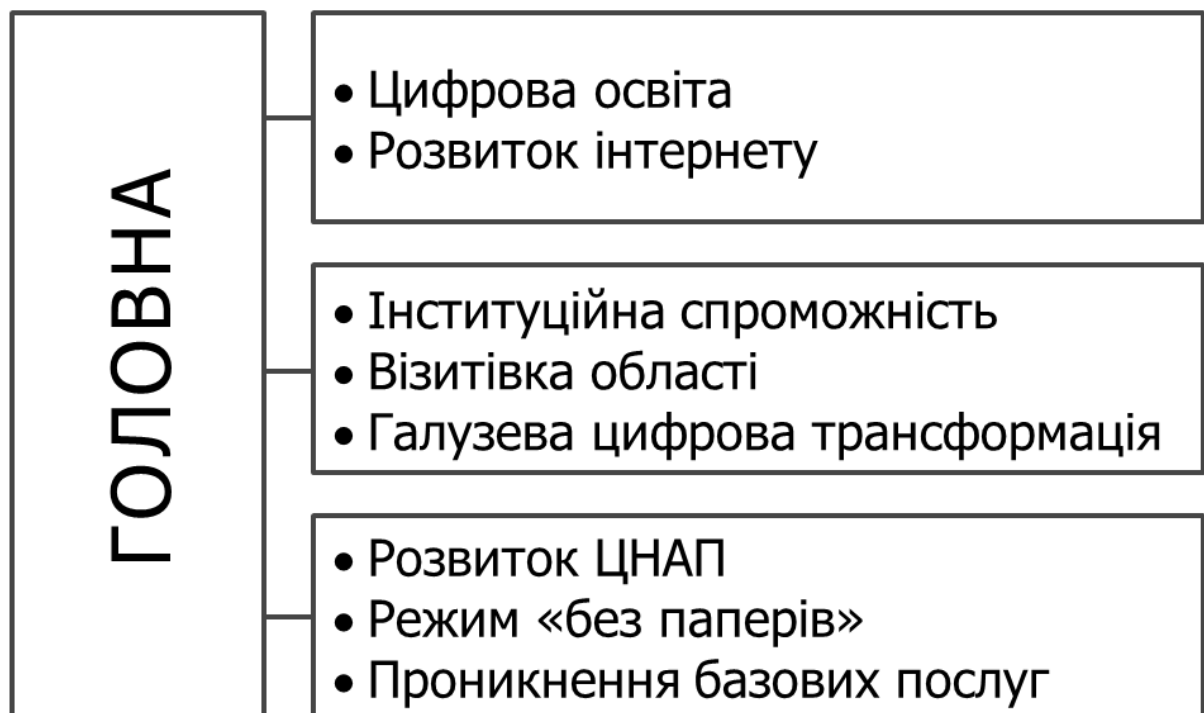 ГОЛОВНА
• Цифрова освіта
• Розвиток інтернету
• Інституційна спроможність
• Візитівка області
• Галузева цифрова трансформація
• Розвиток ЦНАП
• Режим «без паперів»
• Проникнення базових послуг